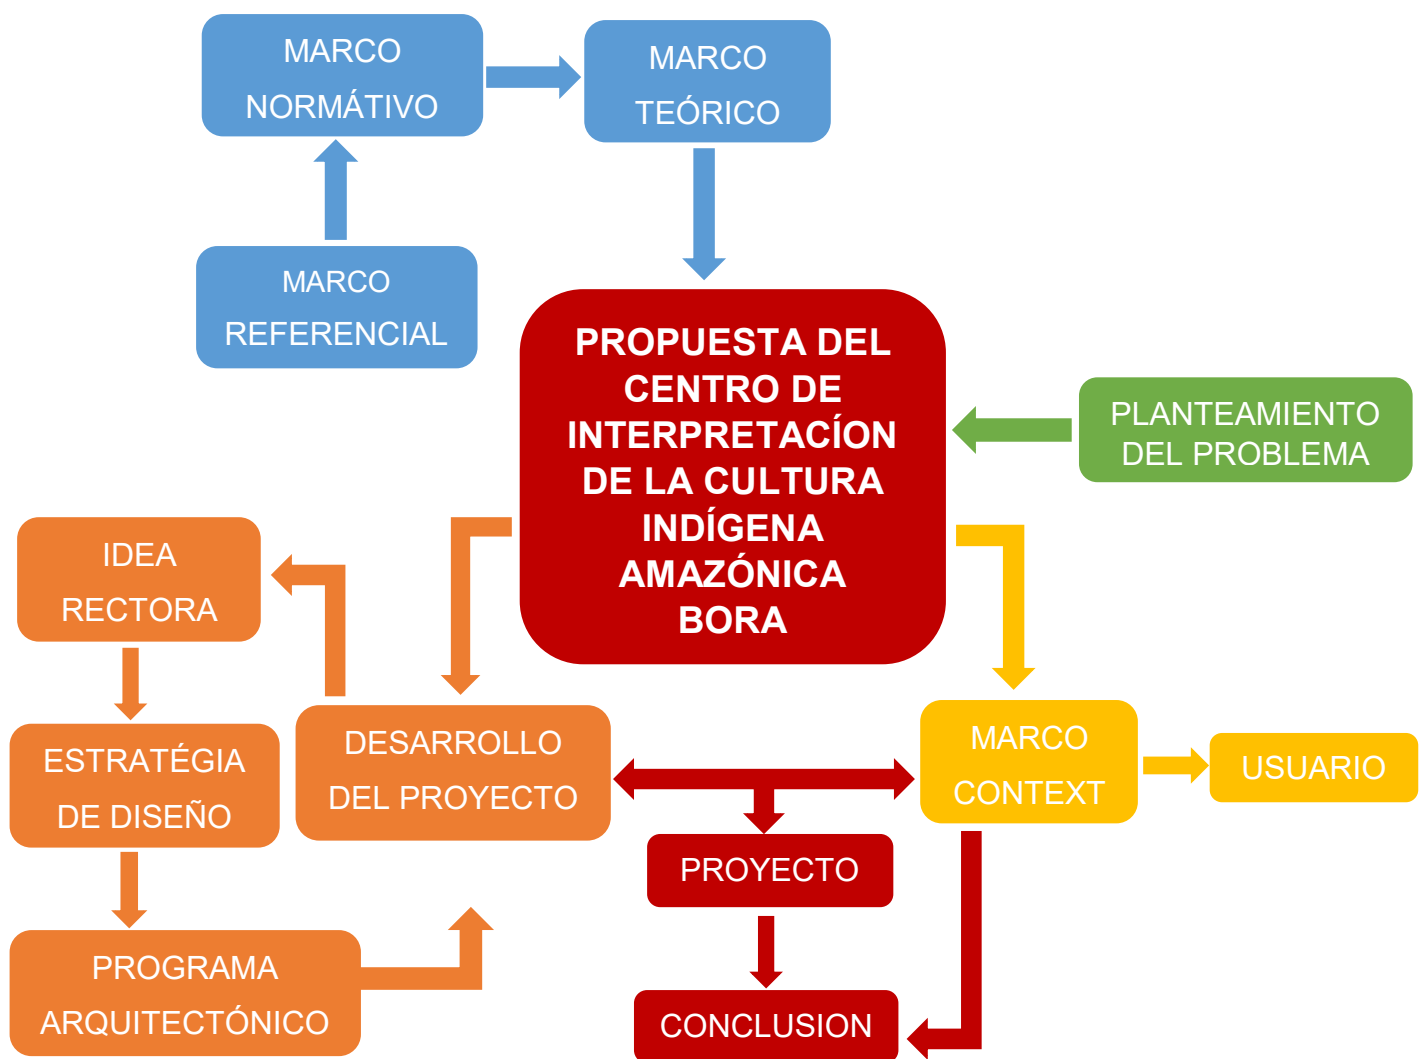 MARCO
NORMÁTIVO
MARCO
TEÓRICO
MARCO
REFERENCIAL
PROPUESTA DEL
CENTRO DE
INTERPRETACÍON
DE LA CULTURA
INDÍGENA
AMAZÓNICA
BORA
PLANTEAMIENTO
DEL PROBLEMA
IDEA
RECTORA
ESTRATÉGIA
DE DISEÑO
DESARROLLO
DEL PROYECTO
MARCO
CONTEXT
USUARIO
PROYECTO
PROGRAMA
ARQUITECTÓNICO
CONCLUSION